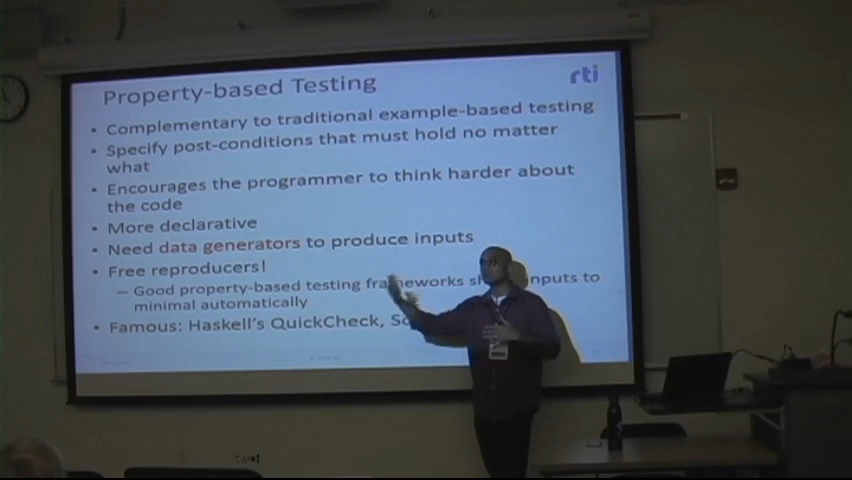 Property-based Testing
rti
• Complementary to traditional example-based testing
• Specify post-conditions that must hold no matter
what
• Encourages the programmer to think harder about
the code
• More declarative
• Need data generators to produce inputs
• Free reproducers!
– Good property-based testing frameworks inputs to
minimal automatically
• Famous: Haskell's QuickCheck,